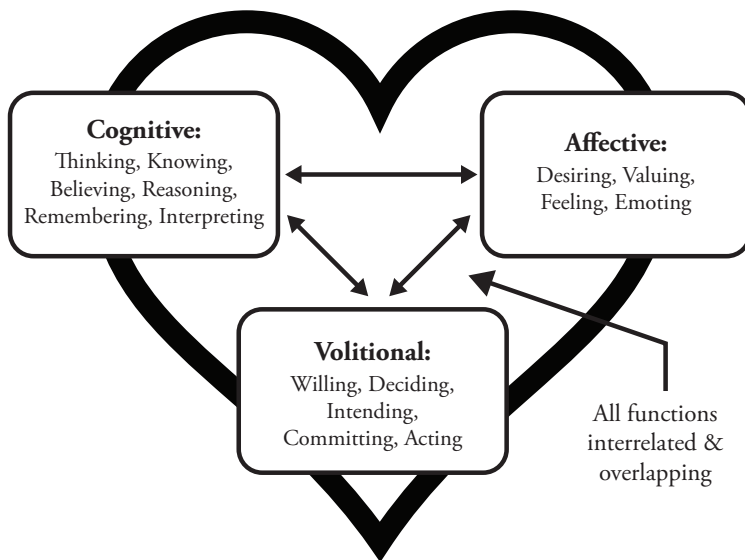 Cognitive:
Thinking, Knowing,
Believing, Reasoning,
Remembering, Interpreting
Affective:
Desiring, Valuing,
Feeling, Emoting
Volitional:
Willing, Deciding,
Intending,
Committing, Acting
All functions
interrelated &
overlapping